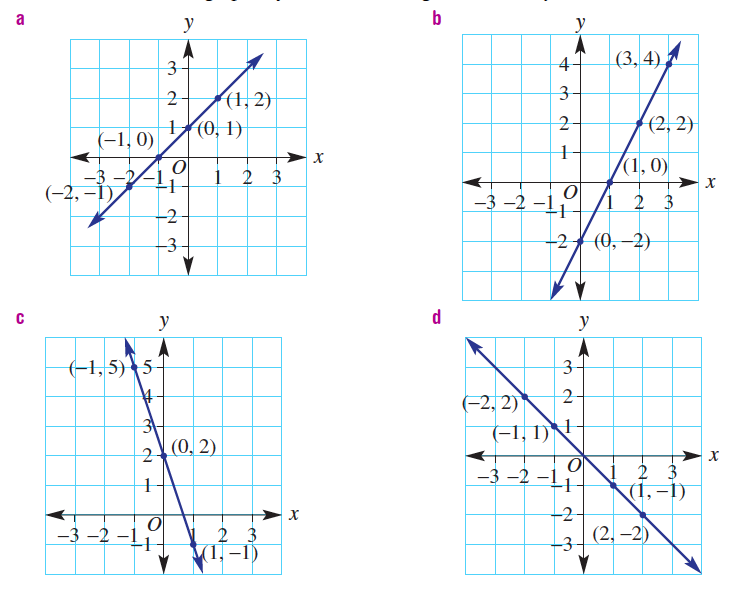 a
y
3
2
(1, 2)
1
(0, 1)
(−1, 0)
x
O
−3 −2 −1
1 2 3
(−2, −1)
−1
−2
−3
b
y
4
(3, 4)
3
2
(2, 2)
1
(1, 0)
x
O
−3 −2 −1
1 2 3
−1
−2
(0, −2)
c
y
(−1, 5)
5
4
3
(0, 2)
2
1
x
O
−3 −2 −1
1 2 3
−1
(1, −1)
d
y
3
(−2, 2)
2
(−1, 1)
1
x
O
−3 −2 −1
1 2 3
−1
(1, −1)
−2
(2, −2)
−3